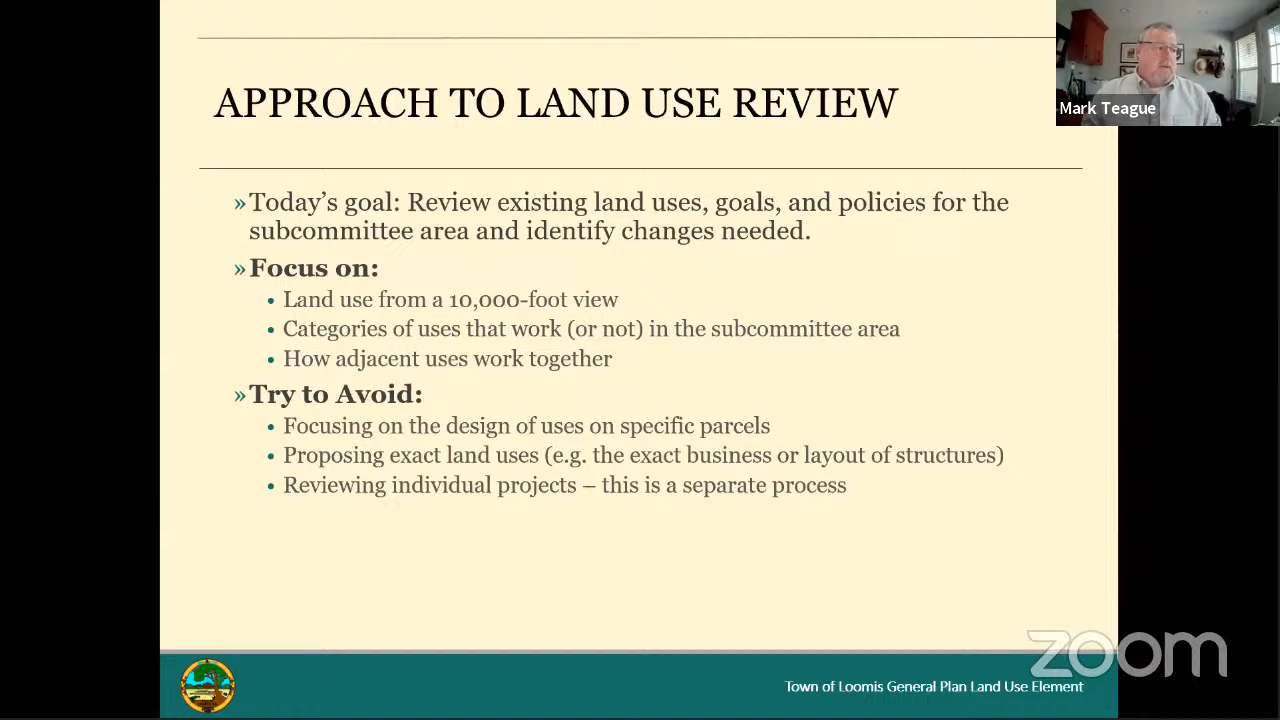 APPROACH TO LAND USE REVIEW
Mark Teague
»Today's goal: Review existing land uses, goals, and policies for the
subcommittee area and identify changes needed.
»Focus on:
• Land use from a 10,000-foot view
• Categories of uses that work (or not) in the subcommittee area
• How adjacent uses work together
»Try to Avoid:
• Focusing on the design of uses on specific parcels
• Proposing exact land uses (e.g. the exact business or layout of structures)
• Reviewing individual projects – this is a separate process
zoom
Town of Loomis General Plan Land Use Element